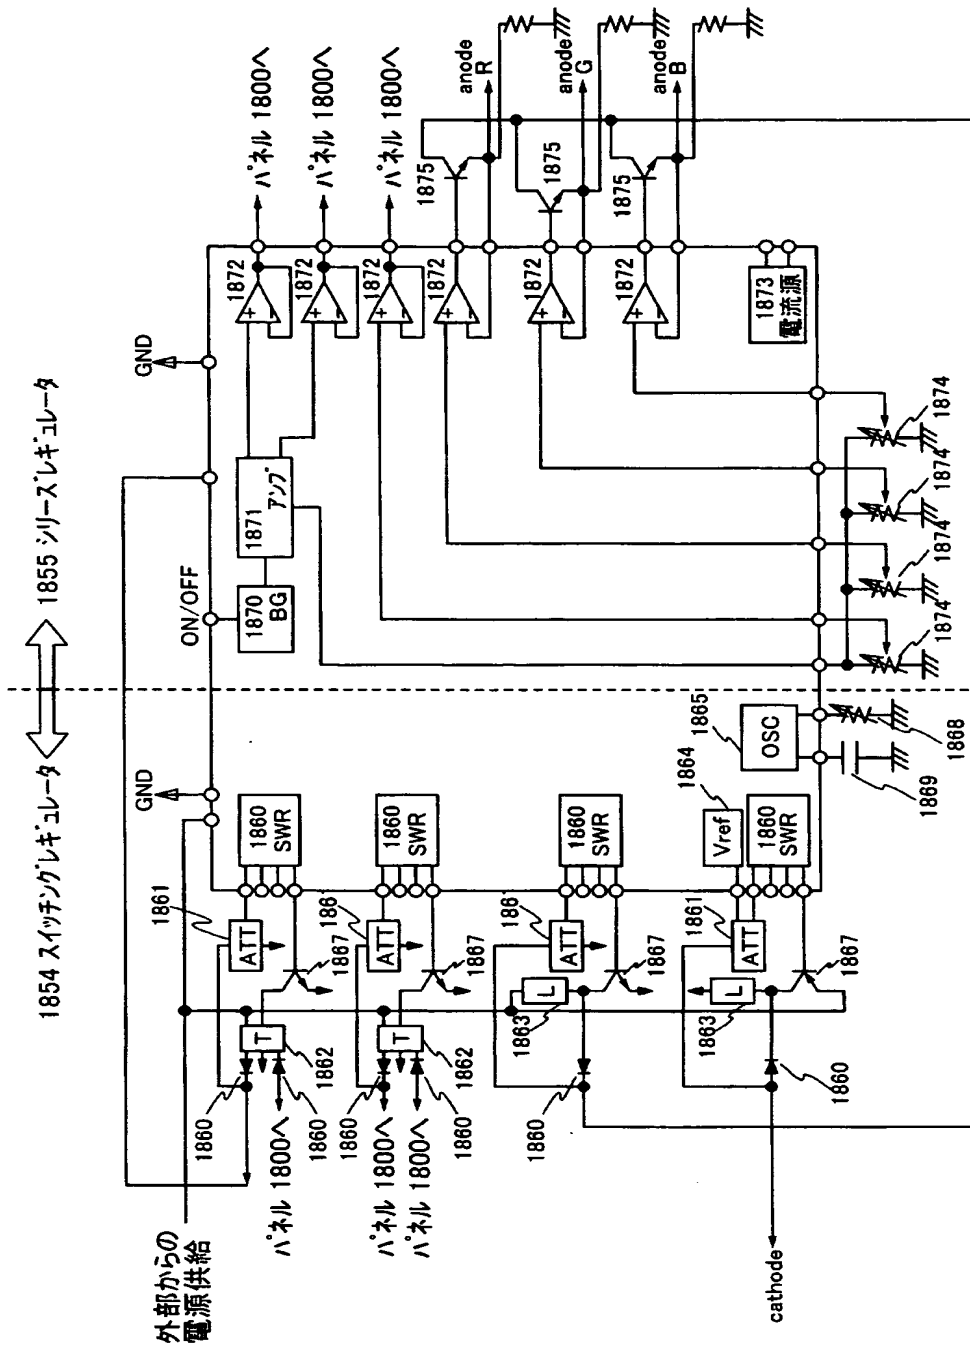 1854 スイッチングレギュレータ
1855 シリーズレギュレータ
外部からの
電源供給
GND
ON/OFF
GND
1860
SWR
1860
SWR
1860
SWR
Vref
1860
SWR
1864
1861
ATT
1861
ATT
1861
ATT
1861
ATT
1867
1867
1867
1867
T
1862
T
1862
L
1863
L
1863
1860
1860
1860
1860
1860
1860
パネル 1800へ
パネル 1800へ
パネル 1800へ
cathode
OSC
1865
1868
1869
1870
BG
1871
アンプ
1872
1872
1872
1872
1872
1872
1873
電流源
1874
1874
1874
1874
1875
1875
1875
パネル 1800へ
パネル 1800へ
パネル 1800へ
anode
R
anode
G
anode
B